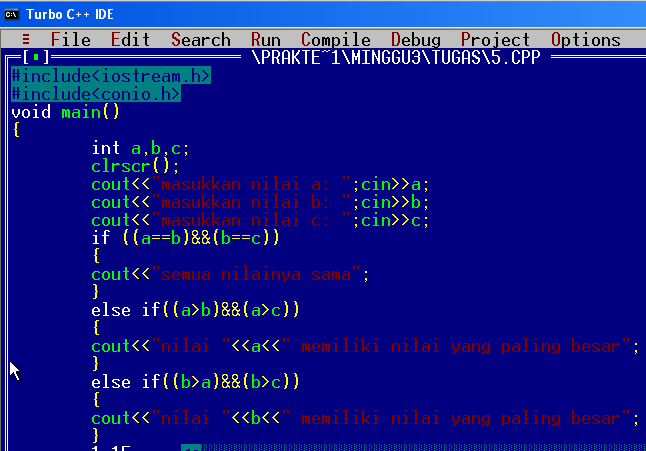 Turbo C++ IDE
≡ File Edit Search Run Compile Debug Project Options
[■] \PRAKTE~1\MINGGU3\TUGAS\5.CPP
#include<iostream.h>
#include<conio.h>
void main()
{
int a,b,c;
clrscr();
cout<<"masukkan nilai a: ";cin>>a;
cout<<"masukkan nilai b: ";cin>>b;
cout<<"masukkan nilai c: ";cin>>c;
if ((a==b)&&(b==c))
{
cout<<"semua nilainya sama";
}
else if((a>b)&&(a>c))
{
cout<<"nilai "<<a<<" memiliki nilai yang paling besar";
}
else if((b>a)&&(b>c))
{
cout<<"nilai "<<b<<" memiliki nilai yang paling besar";
}